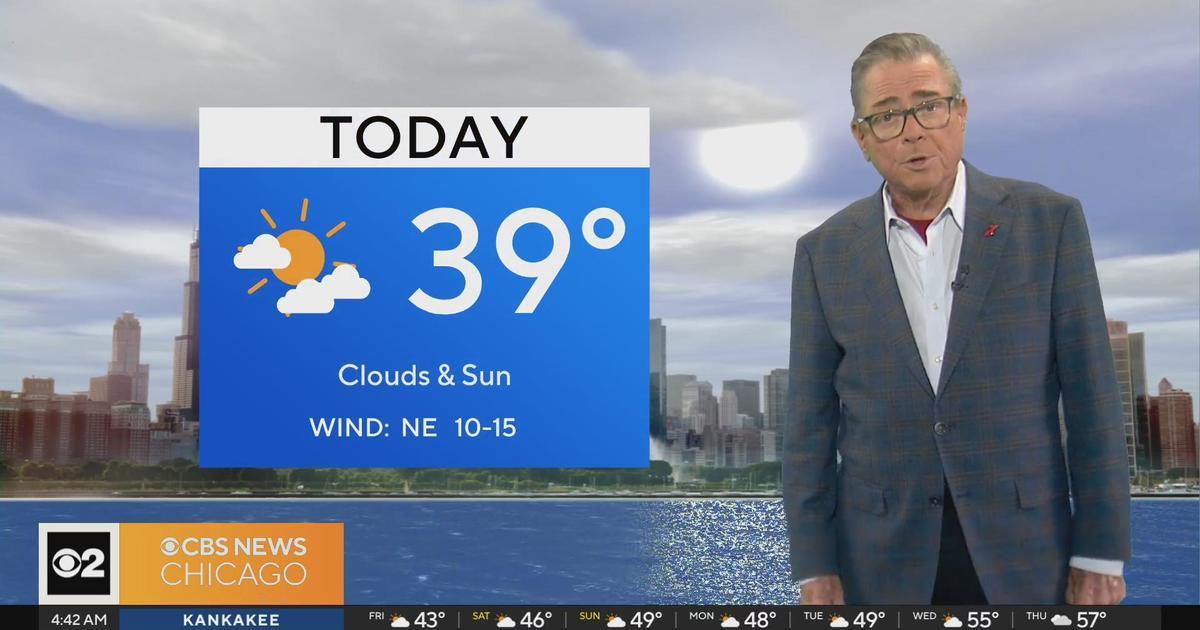 TODAY
39°
Clouds & Sun
WIND: NE 10-15
2
CBS NEWS
CHICAGO
4:42 AM KANKAKEE FRI 43° SAT 46° SUN 49° MON 48° TUE 49° WED 55° THU 57°